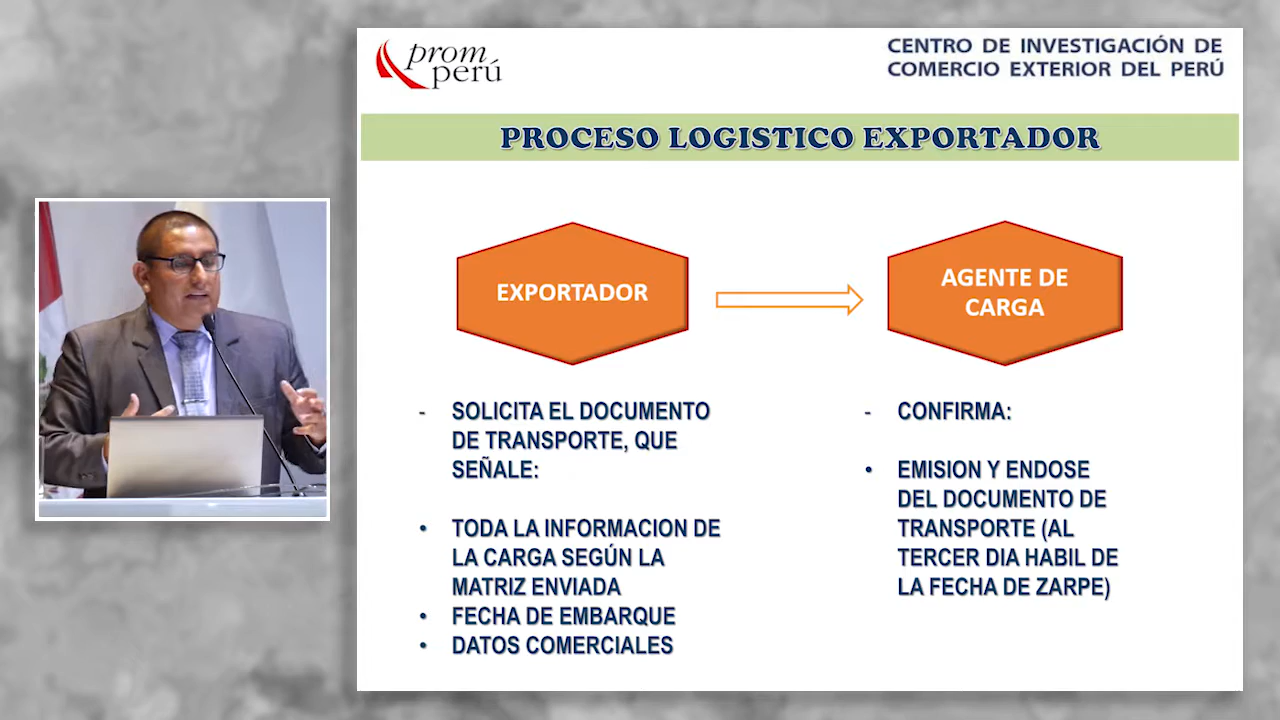 prom
perú
CENTRO DE INVESTIGACIÓN DE
COMERCIO EXTERIOR DEL PERÚ
PROCESO LOGISTICO EXPORTADOR
EXPORTADOR
AGENTE DE
CARGA
- SOLICITA EL DOCUMENTO
DE TRANSPORTE, QUE
SEÑALE:
• TODA LA INFORMACION DE
LA CARGA SEGÚN LA
MATRIZ ENVIADA
• FECHA DE EMBARQUE
• DATOS COMERCIALES
- CONFIRMA:
• EMISION Y ENDOSE
DEL DOCUMENTO DE
TRANSPORTE (AL
TERCER DIA HABIL DE
LA FECHA DE ZARPE)